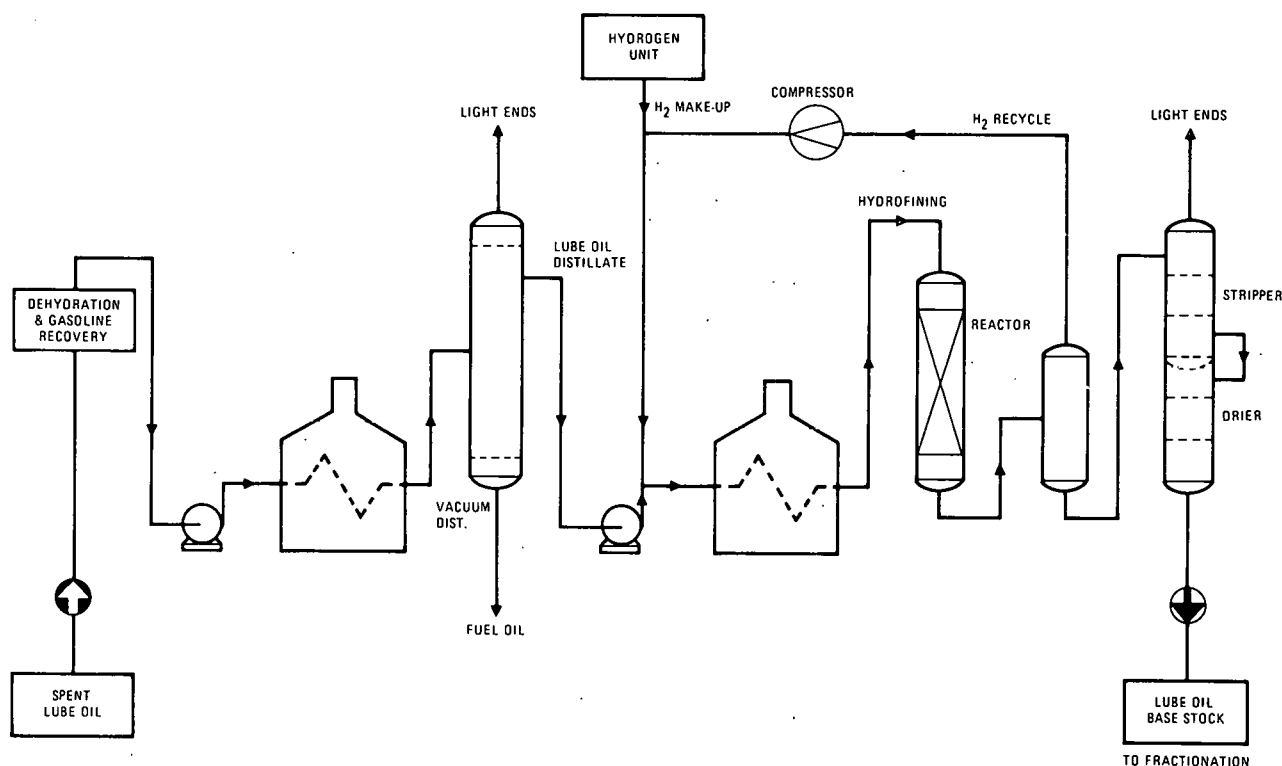 HYDROGEN
UNIT
H2 MAKE-UP
COMPRESSOR
H2 RECYCLE
LIGHT ENDS
LIGHT ENDS
HYDROFINING
LUBE OIL
DISTILLATE
DEHYDRATION
& GASOLINE
RECOVERY
STRIPPER
REACTOR
DRIER
VACUUM
DIST.
FUEL OIL
SPENT
LUBE OIL
LUBE OIL
BASE STOCK
TO FRACTIONATION